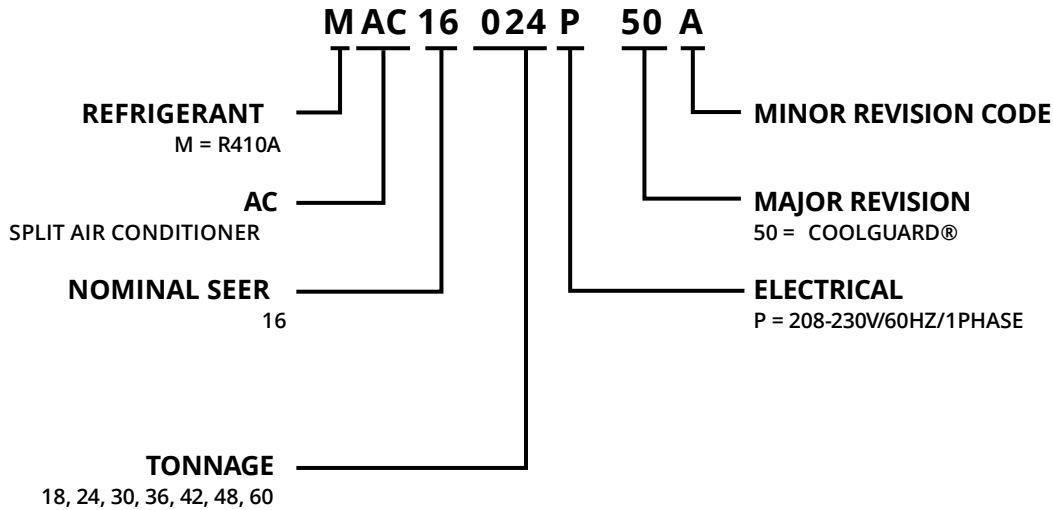 M AC 16 024 P 50 A
REFRIGERANT
M = R410A
AC
SPLIT AIR CONDITIONER
NOMINAL SEER
16
TONNAGE
18, 24, 30, 36, 42, 48, 60
MINOR REVISION CODE
MAJOR REVISION
50 = COOLGUARD®
ELECTRICAL
P = 208-230V/60HZ/1PHASE